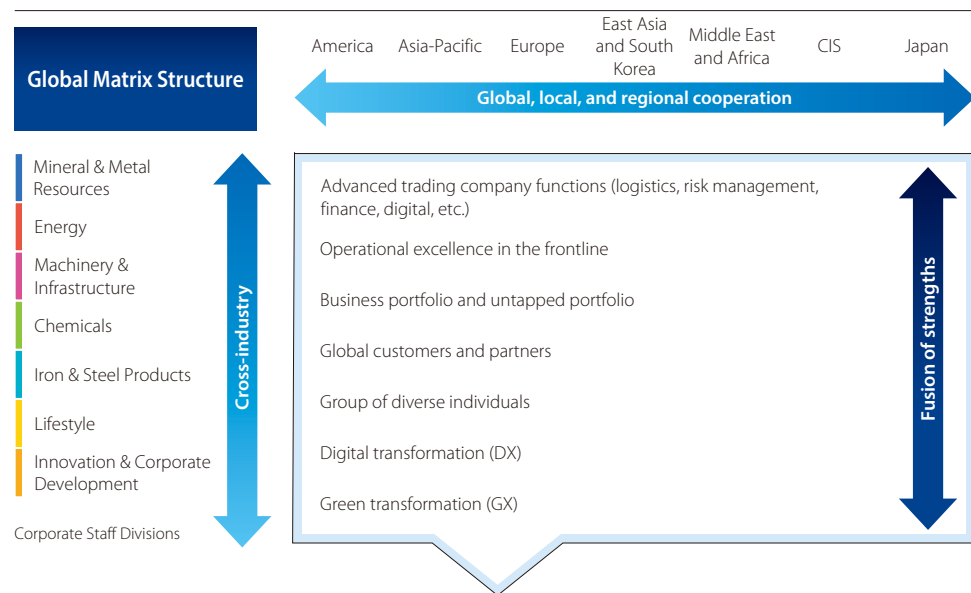 Global Matrix Structure
America
Asia-Pacific
Europe
East Asia
and South
Korea
Middle East
and Africa
CIS
Japan
Global, local, and regional cooperation
Mineral & Metal
Resources
Energy
Machinery &
Infrastructure
Chemicals
Iron & Steel Products
Lifestyle
Innovation & Corporate
Development
Corporate Staff Divisions
Cross-industry
Advanced trading company functions (logistics, risk management,
finance, digital, etc.)
Operational excellence in the frontline
Business portfolio and untapped portfolio
Global customers and partners
Group of diverse individuals
Digital transformation (DX)
Green transformation (GX)
Fusion of strengths